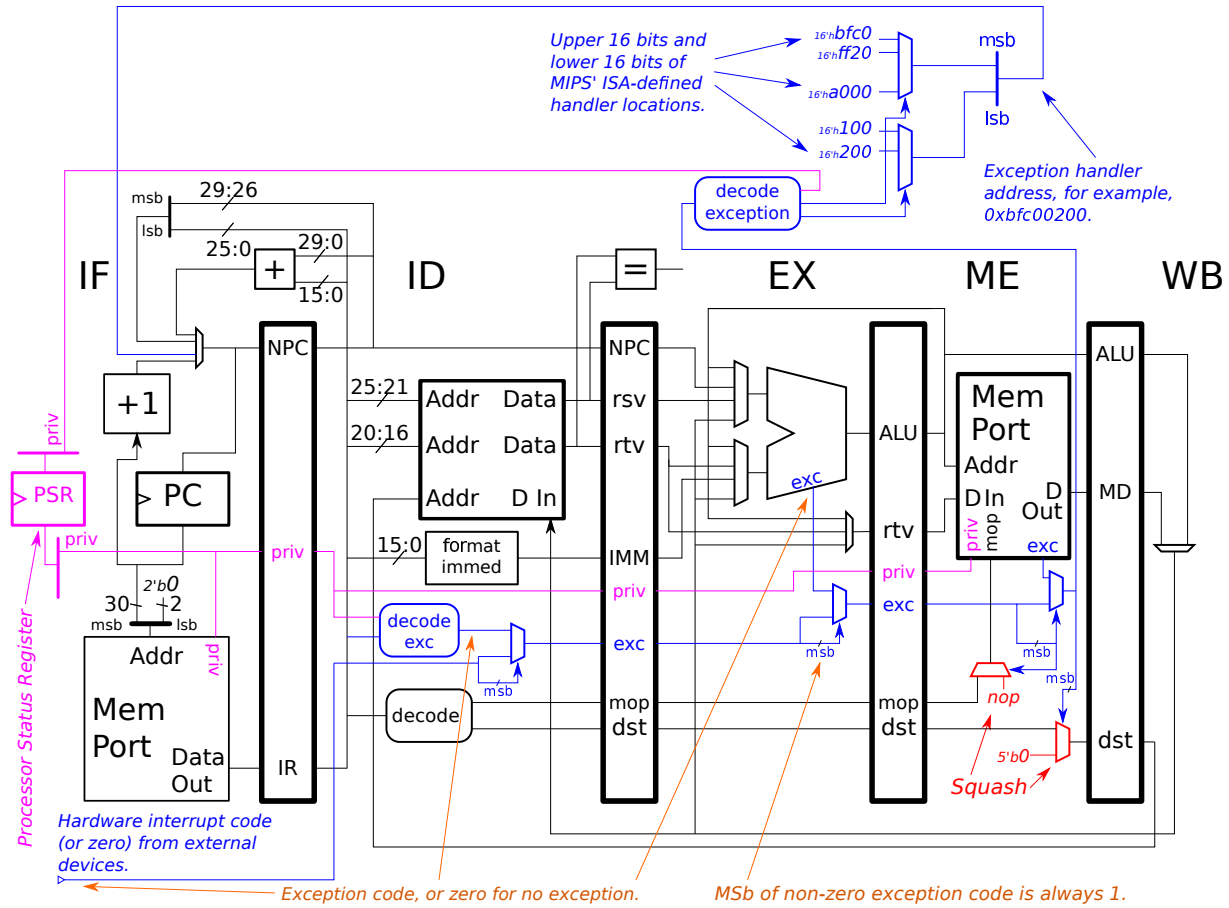 Upper 16 bits and
lower 16 bits of
MIPS' ISA-defined
handler locations.
16'hbfc0
16'hff20
16'ha000
16'h100
16'h200
msb
lsb
Exception handler
address, for example,
0xbfc00200.
decode
exception
29:26
msb
lsb
25:0
29:0
15:0
+
=
IF
ID
EX
ME
WB
NPC
NPC
ALU
+1
25:21
Addr
Data
rsv
20:16
Addr
Data
rtv
Addr
D In
priv
PSR
PC
ALU
exc
Mem
Port
Addr
D In
D
Out
priv
mop
exc
MD
rtv
priv
priv
15:0
format
immed
IMM
priv
priv
exc
2'b0
30
2
msb
lsb
Addr
priv
decode
exc
exc
msb
msb
msb
nop
Mem
Port
Data
Out
decode
mop
dst
mop
dst
5'b0
dst
IR
Squash
Processor Status Register
Hardware interrupt code
(or zero) from external
devices.
Exception code, or zero for no exception.
MSb of non-zero exception code is always 1.